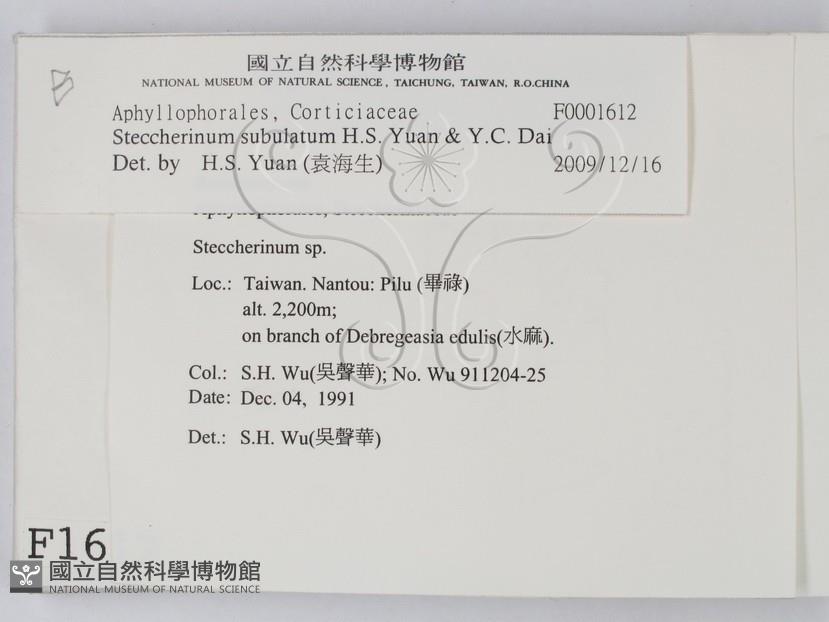 國立自然科學博物館
NATIONAL MUSEUM OF NATURAL SCIENCE, TAICHUNG, TAIWAN, R.O.CHINA
Aphyllophorales, Corticiaceae F0001612
Steccherinum subulatum H.S. Yuan & Y.C. Dai
Det. by H.S. Yuan (袁海生) 2009/12/16
Steccherinum sp.
Loc.: Taiwan. Nantou: Pilu (畢祿)
alt. 2,200m;
on branch of Debregeasia edulis(水麻).
Col.: S.H. Wu(吳聲華); No. Wu 911204-25
Date: Dec. 04, 1991
Det.: S.H. Wu(吳聲華)
F16
國立自然科學博物館
NATIONAL MUSEUM OF NATURAL SCIENCE